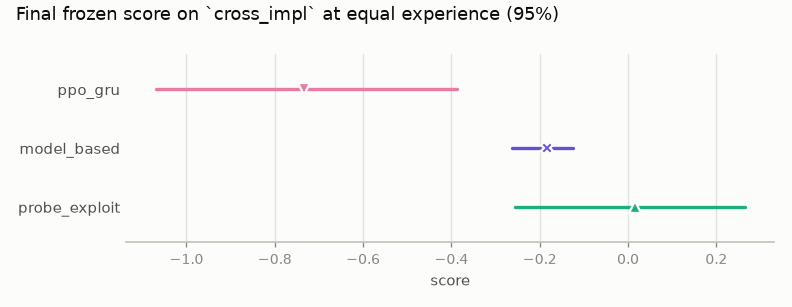 Final frozen score on `cross_impl` at equal experience (95%)
ppo_gru
model_based
probe_exploit
−1.0 −0.8 −0.6 −0.4 −0.2 0.0 0.2
score